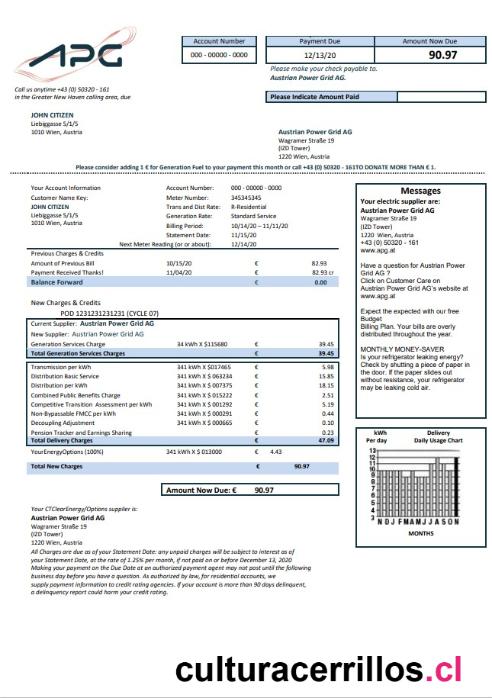 APG
Account Number
000 - 00000 - 0000
Payment Due
12/13/20
Amount Now Due
90.97
Please make your check payable to.
Austrian Power Grid AG.
Call us anytime +43 (0) 50320 - 161
in the Greater New Haven calling area, due
Please Indicate Amount Paid
JOHN CITIZEN
Liebiggasse 5/1/5
1010 Wien, Austria
Austrian Power Grid AG
Wagramer Straße 19
(IZD Tower)
1220 Wien, Austria
Please consider adding 1 € for Generation Fuel to your payment this month or call +43 (0) 50320 - 161TO DONATE MORE THAN € 1.
Your Account Information
Customer Name Key:
JOHN CITIZEN
Liebiggasse 5/1/5
1010 Wien, Austria
Account Number: 000 - 00000 - 0000
Meter Number: 345345345
Trans and Dist Rate: R-Residential
Generation Rate: Standard Service
Billing Period: 10/14/20 – 11/11/20
Statement Date: 11/15/20
Next Meter Reading (or or about): 12/14/20
Previous Charges & Credits
Amount of Previous Bill 10/15/20 € 82.93
Payment Received Thanks! 11/04/20 € 82.93 cr
Balance Forward € 0.00
New Charges & Credits
POD 1231231231231 (CYCLE 07)
Current Supplier: Austrian Power Grid AG
New Supplier: Austrian Power Grid AG
Generation Services Charge 34 kWh X $115680 € 39.45
Total Generation Services Charges € 39.45
Transmission per kWh 341 kWH X $017465 € 5.98
Distribution Basic Service 341 kWH X $ 063234 € 15.85
Distribution per kWh 341 kWH X $ 007375 € 18.15
Combined Public Benefits Charge 341 kWH X $ 015222 € 2.51
Competitive Transition Assessment per kWh 341 kWH X $ 001292 € 5.19
Non-Bypassable FMCC per kWh 341 kWH X $ 000291 € 0.44
Decoupling Adjustment 341 kWH X $ 000665 € 0.10
Pension Tracker and Earnings Sharing € 0.23
Total Delivery Charges € 47.09
YourEnergyOptions (100%) 341 kWH X $ 013000 € 4.43
Total New Charges € 90.97
Amount Now Due: € 90.97
Your CTClearEnergy/Options supplier is:
Austrian Power Grid AG
Wagramer Straße 19
(IZD Tower)
1220 Wien, Austria
All Charges are due as of your Statement Date: any unpaid charges will be subject to interest as of
your Statement Date, at the rate of 1.25% per month, if not paid on or before December 13, 2020
Making your payment on the Due Date at an authorized payment agent may not post until the following
business day before you have a question. As authorized by law, for residential accounts, we
supply payment information to credit rating agencies. If your account is more than 90 days delinquent,
a delinquency report could harm your credit rating.
Messages
Your electric supplier are:
Austrian Power Grid AG
Wagramer Straße 19
(IZD Tower)
1220 Wien, Austria
+43 (0) 50320 - 161
www.apg.at
Have a question for Austrian Power
Grid AG ?
Click on Customer Care on
Austrian Power Grid AG's website at
www.apg.at
Expect the expected with our free
Budget
Billing Plan. Your bills are overly
distributed throughout the year.
MONTHLY MONEY-SAVER
Is your refrigerator leaking energy?
Check by shutting a piece of paper in
the door. If the paper slides out
without resistance, your refrigerator
may be leaking cold air.
kWh
Per day
Delivery
Daily Usage Chart
13
12
11
10
9
8
7
6
5
4
3
N D J F M A M J J A S O N
MONTHS
culturacerrillos.cl